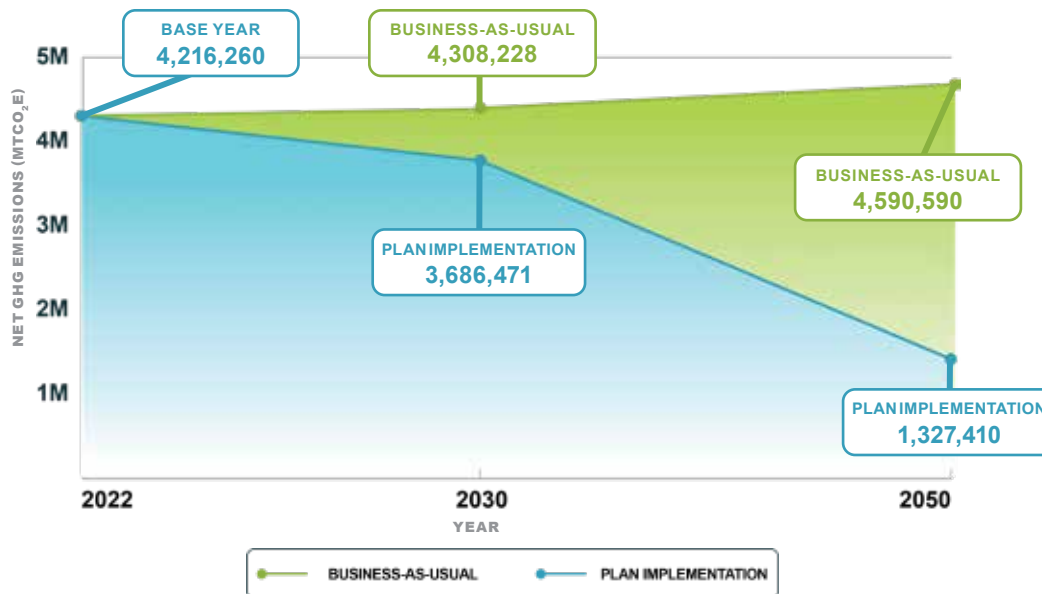 BASE YEAR
4,216,260
BUSINESS-AS-USUAL
4,308,228
5M
4M
3M
2M
1M
NET GHG EMISSIONS (MTCO₂E)
BUSINESS-AS-USUAL
4,590,590
PLAN IMPLEMENTATION
3,686,471
PLAN IMPLEMENTATION
1,327,410
2022
2030
2050
YEAR
BUSINESS-AS-USUAL
PLAN IMPLEMENTATION